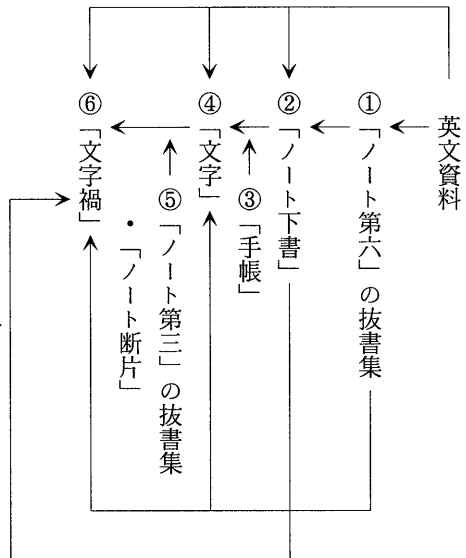 英文資料
①「ノート第六」の抜書集
②「ノート下書」
③「手帳」
④「文字」
⑤「ノート第三」の抜書集
・「ノート断片」
⑥「文字禍」